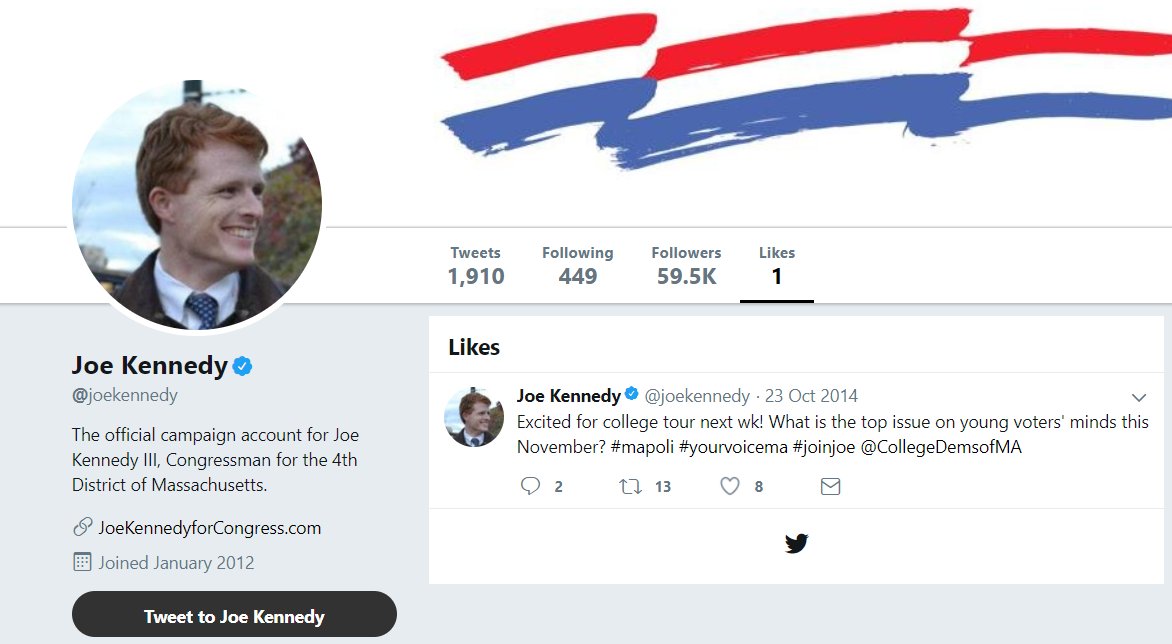 Tweets Following Followers Likes
1,910 449 59.5K 1
Joe Kennedy
@joekennedy
The official campaign account for Joe
Kennedy III, Congressman for the 4th
District of Massachusetts.
JoeKennedyforCongress.com
Joined January 2012
Tweet to Joe Kennedy
Likes
Joe Kennedy @joekennedy · 23 Oct 2014
Excited for college tour next wk! What is the top issue on young voters' minds this
November? #mapoli #yourvoicema #joinjoe @CollegeDemsofMA
2 13 8